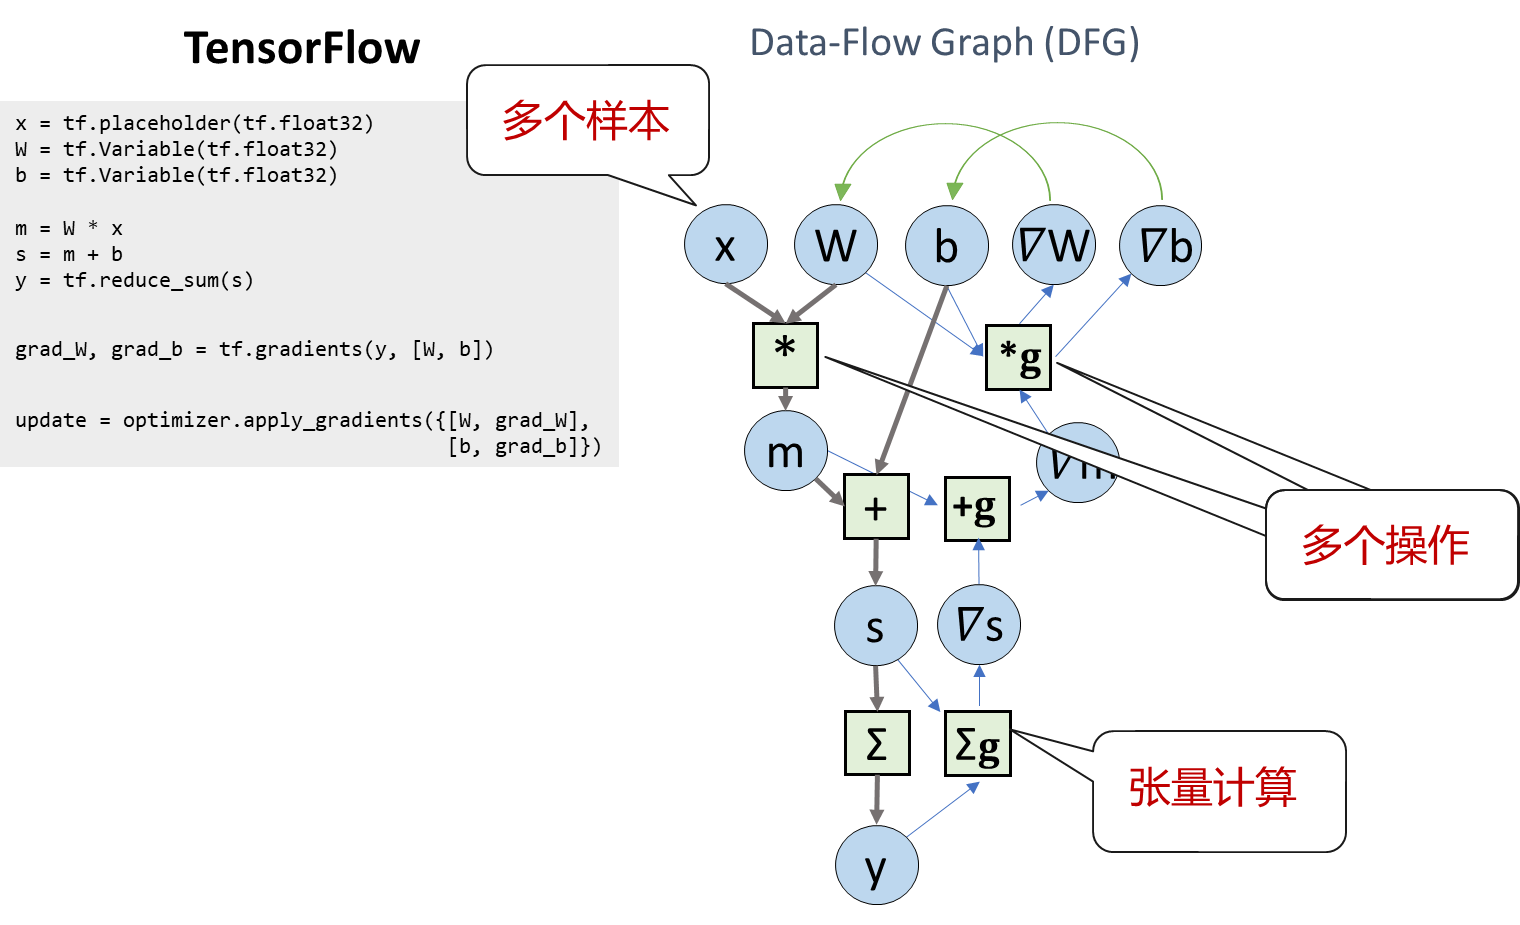 TensorFlow
Data-Flow Graph (DFG)
多个样本
x = tf.placeholder(tf.float32)
W = tf.Variable(tf.float32)
b = tf.Variable(tf.float32)
m = W * x
s = m + b
y = tf.reduce_sum(s)
grad_W, grad_b = tf.gradients(y, [W, b])
update = optimizer.apply_gradients({[W, grad_W],
[b, grad_b]})
x
W
b
∇W
∇b
*
*g
m
∇m
+
+g
多个操作
s
∇s
Σ
Σg
张量计算
y